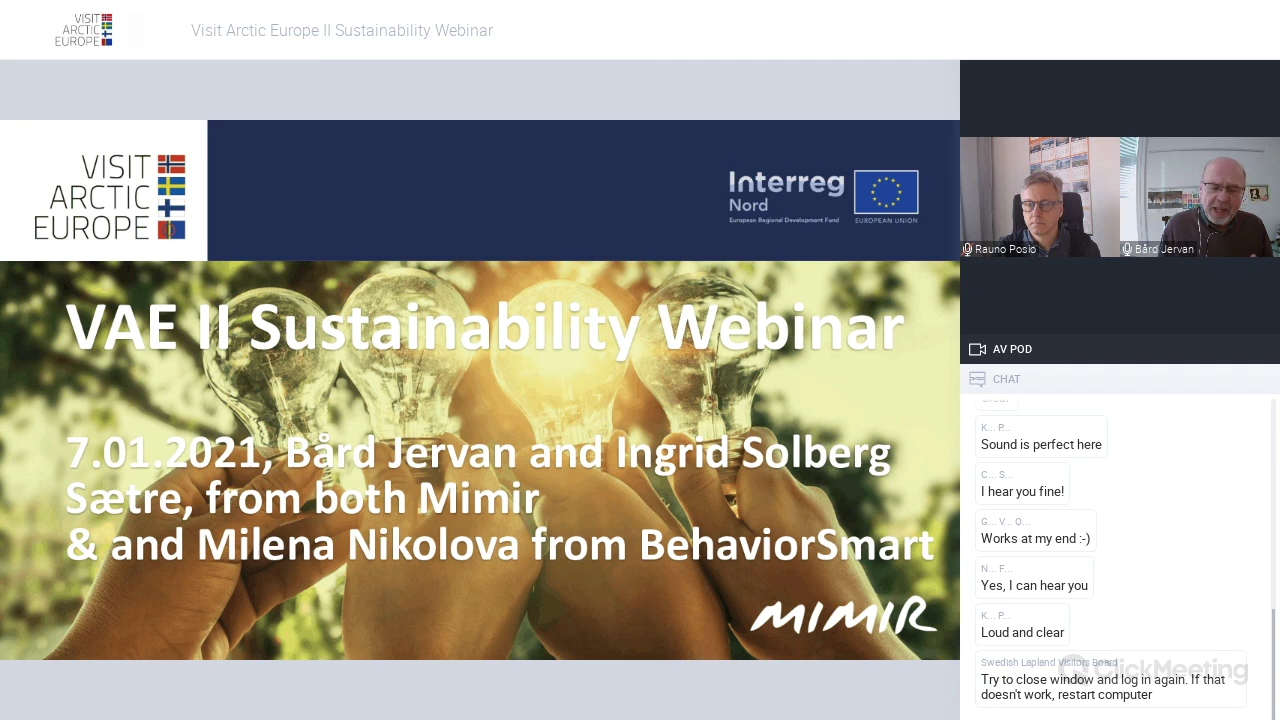 VISIT
ARCTIC
EUROPE
Visit Arctic Europe II Sustainability Webinar
VISIT
ARCTIC
EUROPE
Interreg
Nord
European Regional Development Fund
EUROPEAN UNION
VAE II Sustainability Webinar
7.01.2021, Bård Jervan and Ingrid Solberg
Sætre, from both Mimir
& and Milena Nikolova from BehaviorSmart
MIMIR
Rauno Posio
Bård Jervan
AV POD
CHAT
Clear
K... P...
Sound is perfect here
C... S...
I hear you fine!
G... V... O...
Works at my end :-)
N... F...
Yes, I can hear you
K... P...
Loud and clear
Swedish Lapland Visitors Board
Try to close window and log in again. If that
doesn't work, restart computer
ClickMeeting